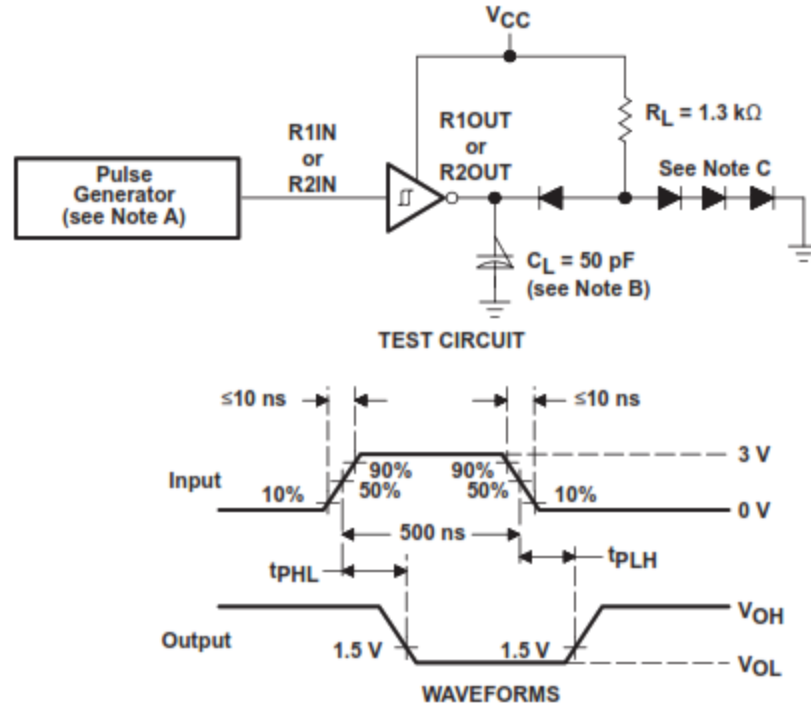 VCC
RL = 1.3 kΩ
R1IN
or
R2IN
R1OUT
or
R2OUT
See Note C
Pulse
Generator
(see Note A)
CL = 50 pF
(see Note B)
TEST CIRCUIT
≤10 ns
≤10 ns
Input
10%
90%
50%
90%
50%
10%
3 V
0 V
500 ns
tPHL
tPLH
Output
1.5 V
1.5 V
VOH
VOL
WAVEFORMS